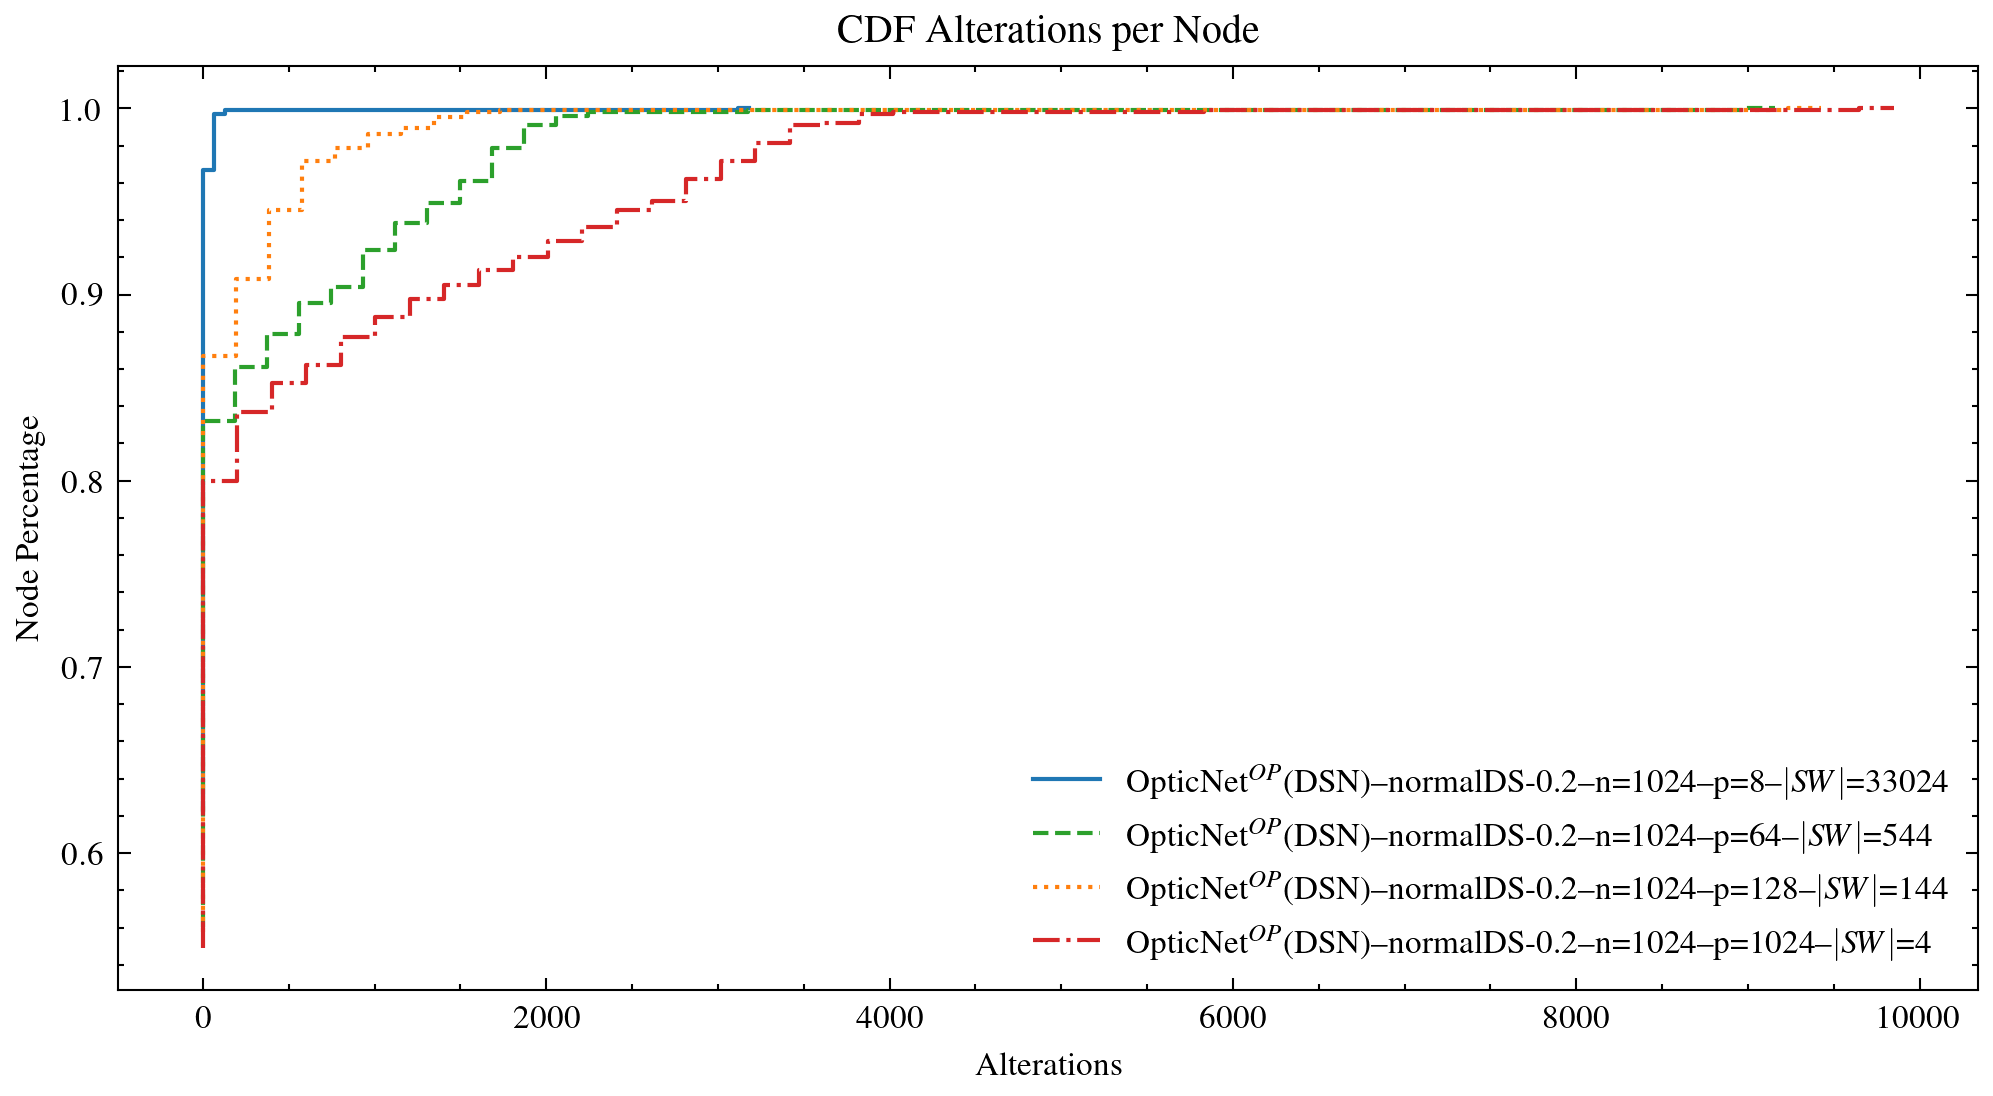 CDF Alterations per Node
1.0
0.9
0.8
0.7
0.6
Node Percentage
OpticNet^{OP}(DSN)–normalDS-0.2–n=1024–p=8–|SW|=33024
OpticNet^{OP}(DSN)–normalDS-0.2–n=1024–p=64–|SW|=544
OpticNet^{OP}(DSN)–normalDS-0.2–n=1024–p=128–|SW|=144
OpticNet^{OP}(DSN)–normalDS-0.2–n=1024–p=1024–|SW|=4
0 2000 4000 6000 8000 10000
Alterations